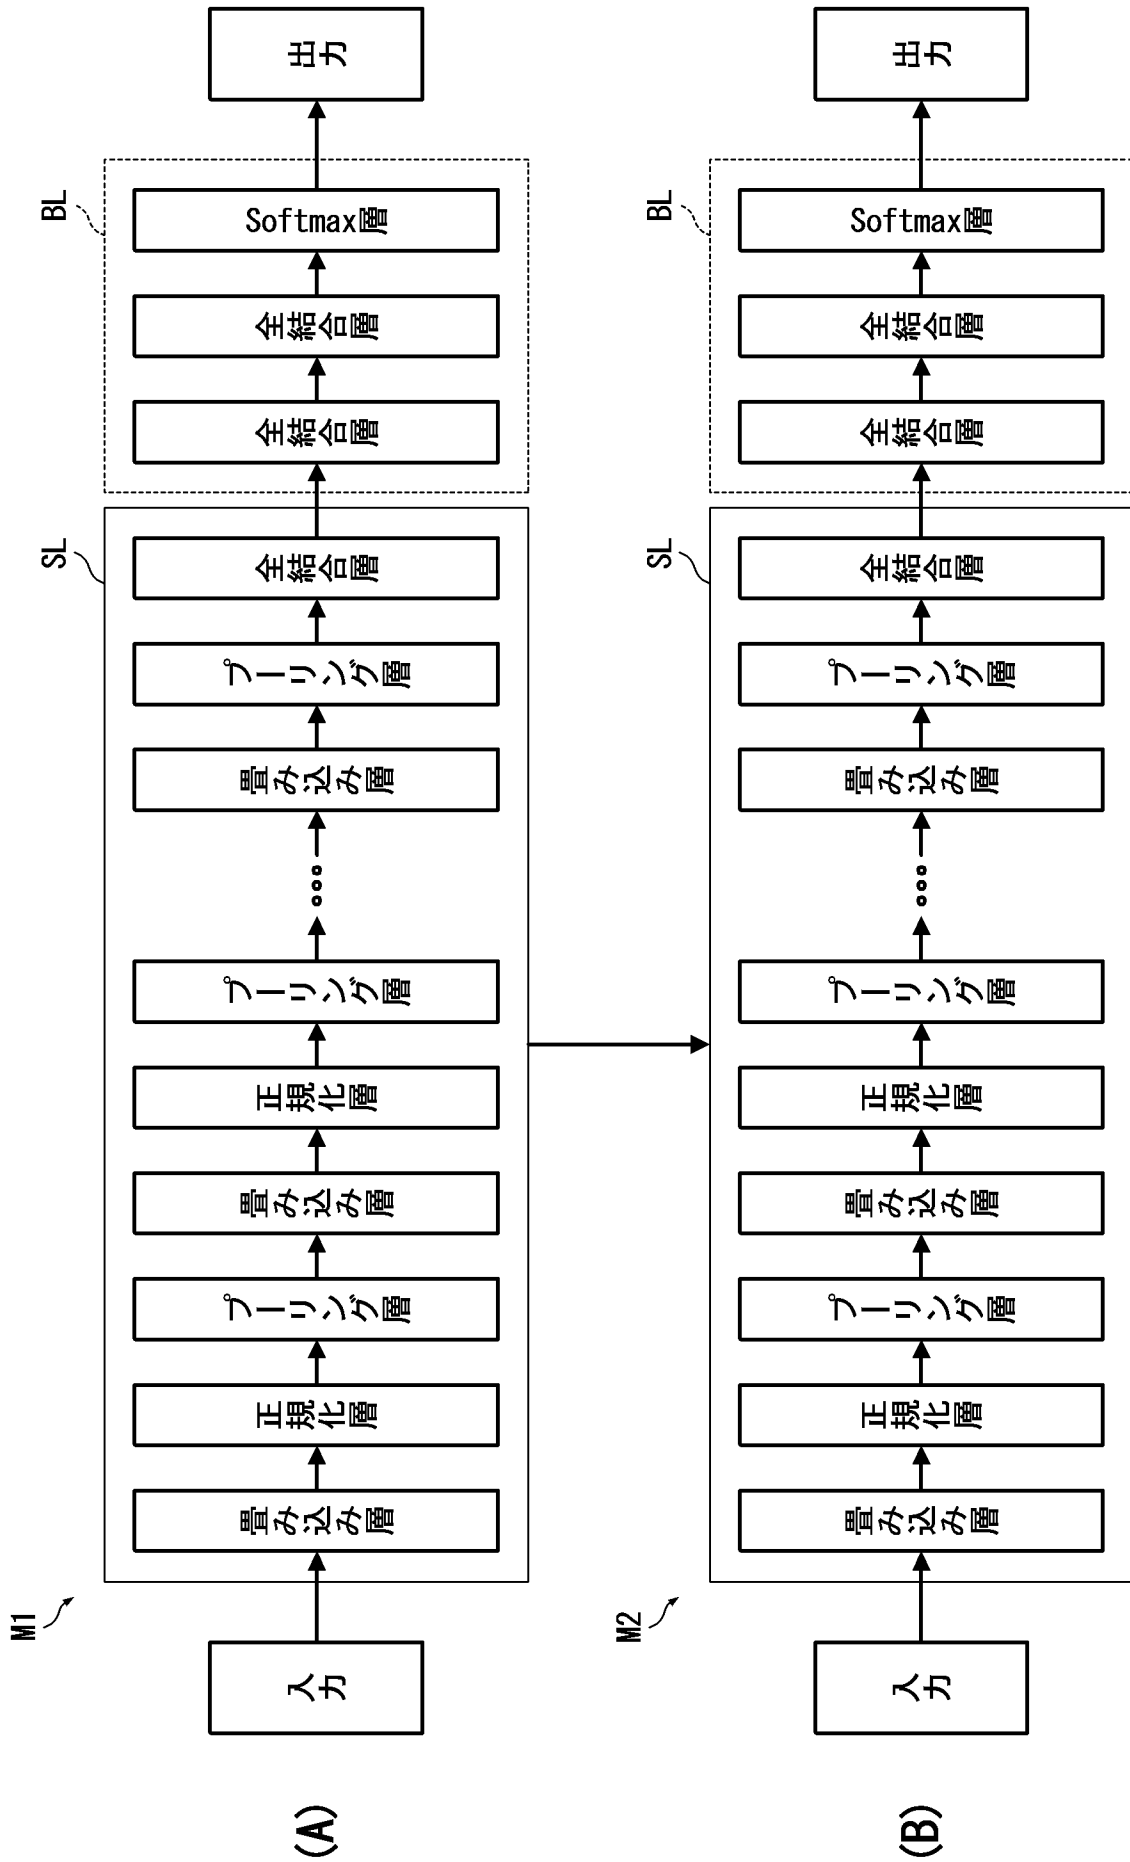 (A)
M1
入力
SL
畳み込み層
正規化層
プーリング層
畳み込み層
正規化層
プーリング層
畳み込み層
プーリング層
全結合層
BL
全結合層
全結合層
Softmax層
出力
(B)
M2
入力
SL
畳み込み層
正規化層
プーリング層
畳み込み層
正規化層
プーリング層
畳み込み層
プーリング層
全結合層
BL
全結合層
全結合層
Softmax層
出力